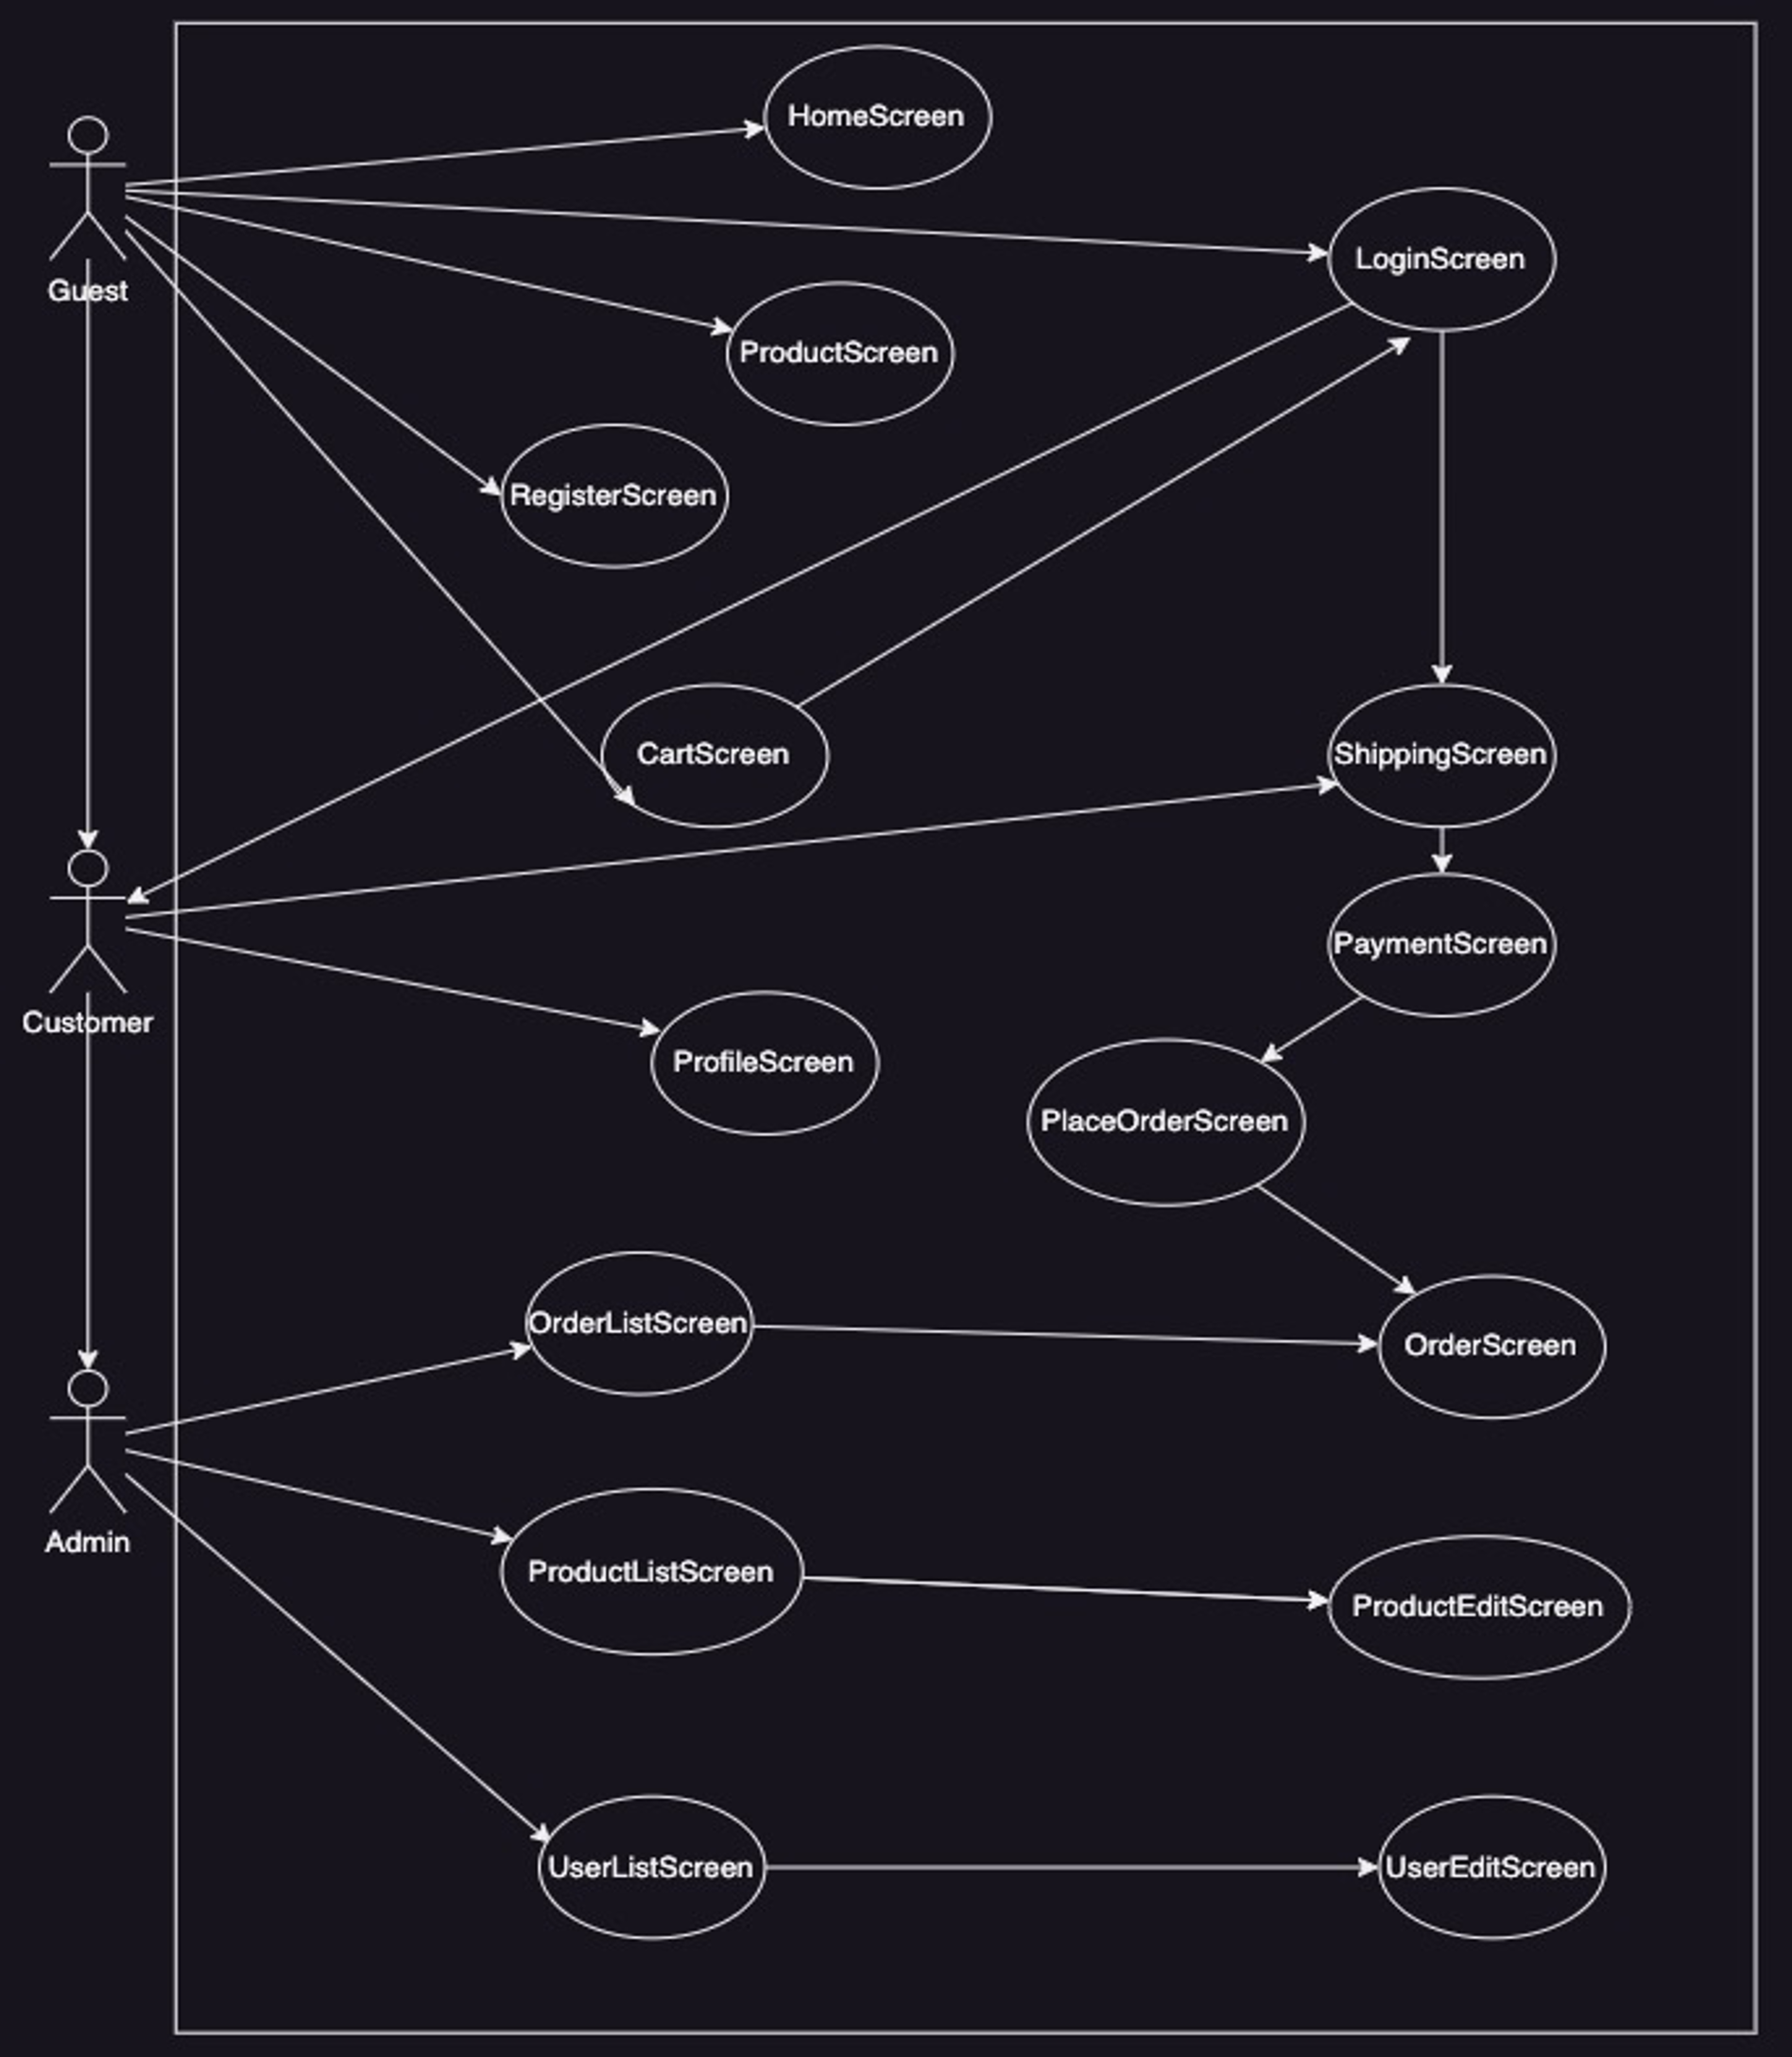 HomeScreen
LoginScreen
Guest
ProductScreen
RegisterScreen
CartScreen
ShippingScreen
PaymentScreen
Customer
ProfileScreen
PlaceOrderScreen
OrderListScreen
OrderScreen
Admin
ProductListScreen
ProductEditScreen
UserListScreen
UserEditScreen